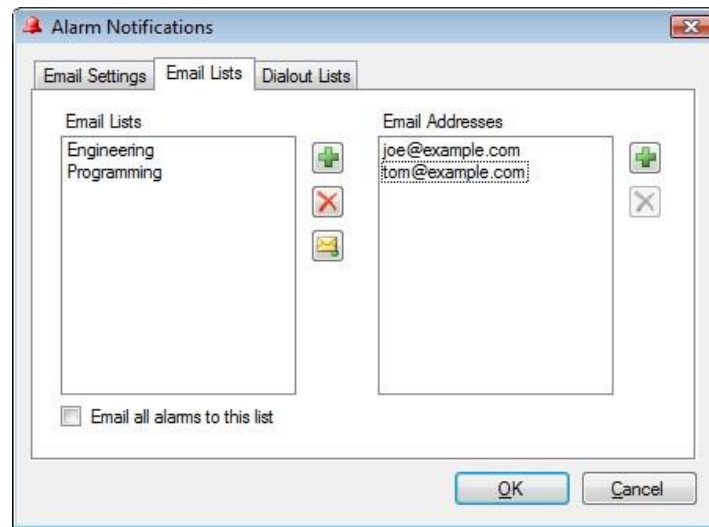 Alarm Notifications
Email Settings
Email Lists
Dialout Lists
Email Lists
Engineering
Programming
Email Addresses
joe@example.com
tom@example.com
Email all alarms to this list
OK
Cancel